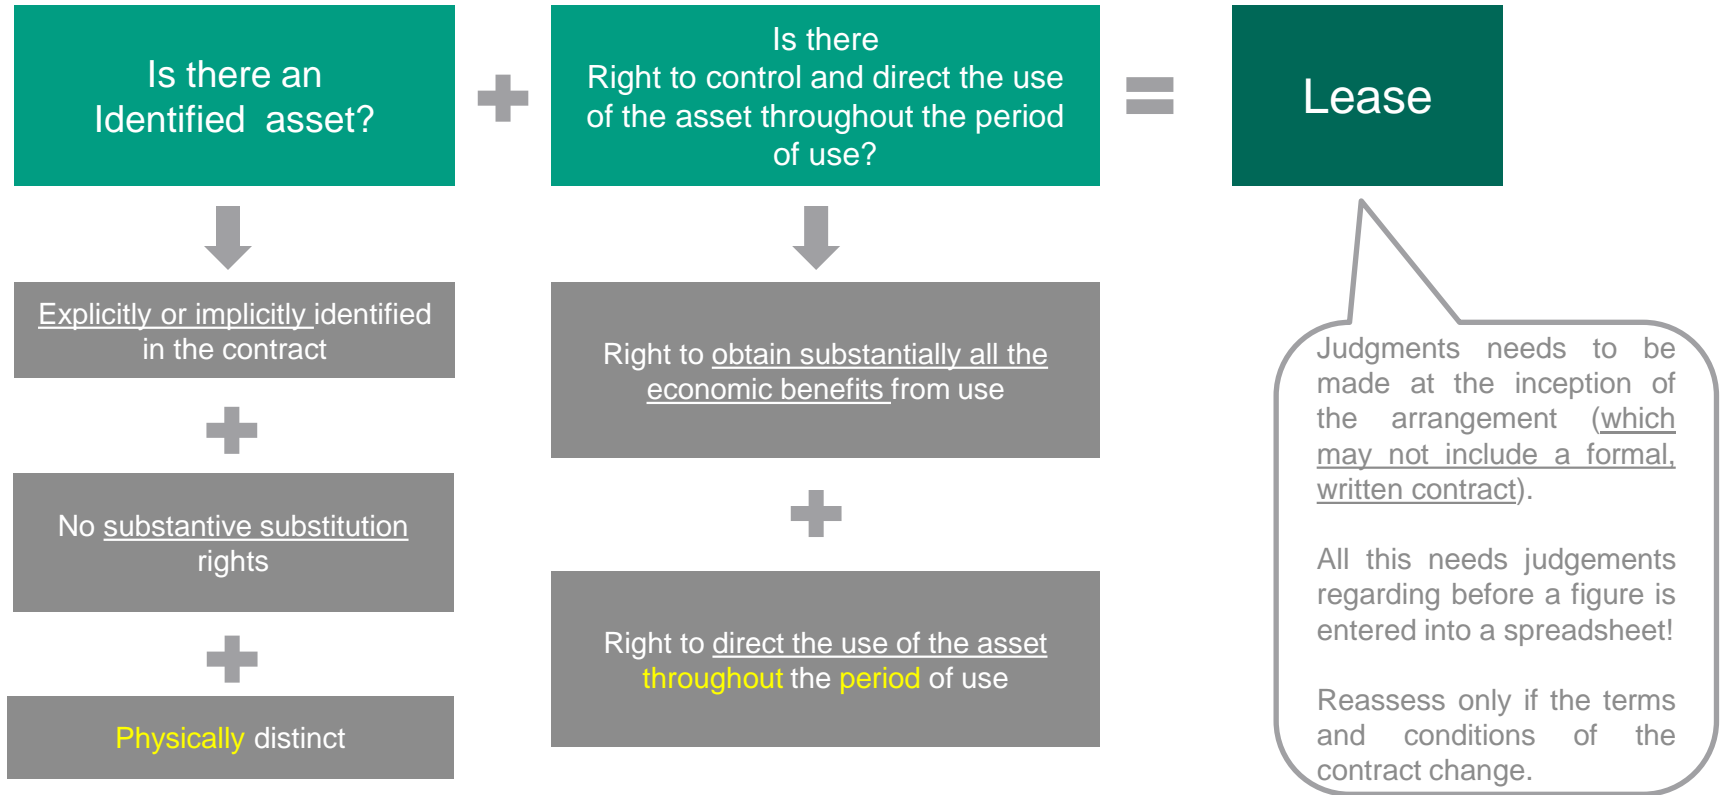 Is there an
Identified asset?
Is there
Right to control and direct the use
of the asset throughout the period
of use?
Lease
Explicitly or implicitly identified
in the contract
No substantive substitution
rights
Physically distinct
Right to obtain substantially all the
economic benefits from use
Right to direct the use of the asset
throughout the period of use
Judgments needs to be
made at the inception of
the arrangement (which
may not include a formal,
written contract).
All this needs judgements
regarding before a figure is
entered into a spreadsheet!
Reassess only if the terms
and conditions of the
contract change.